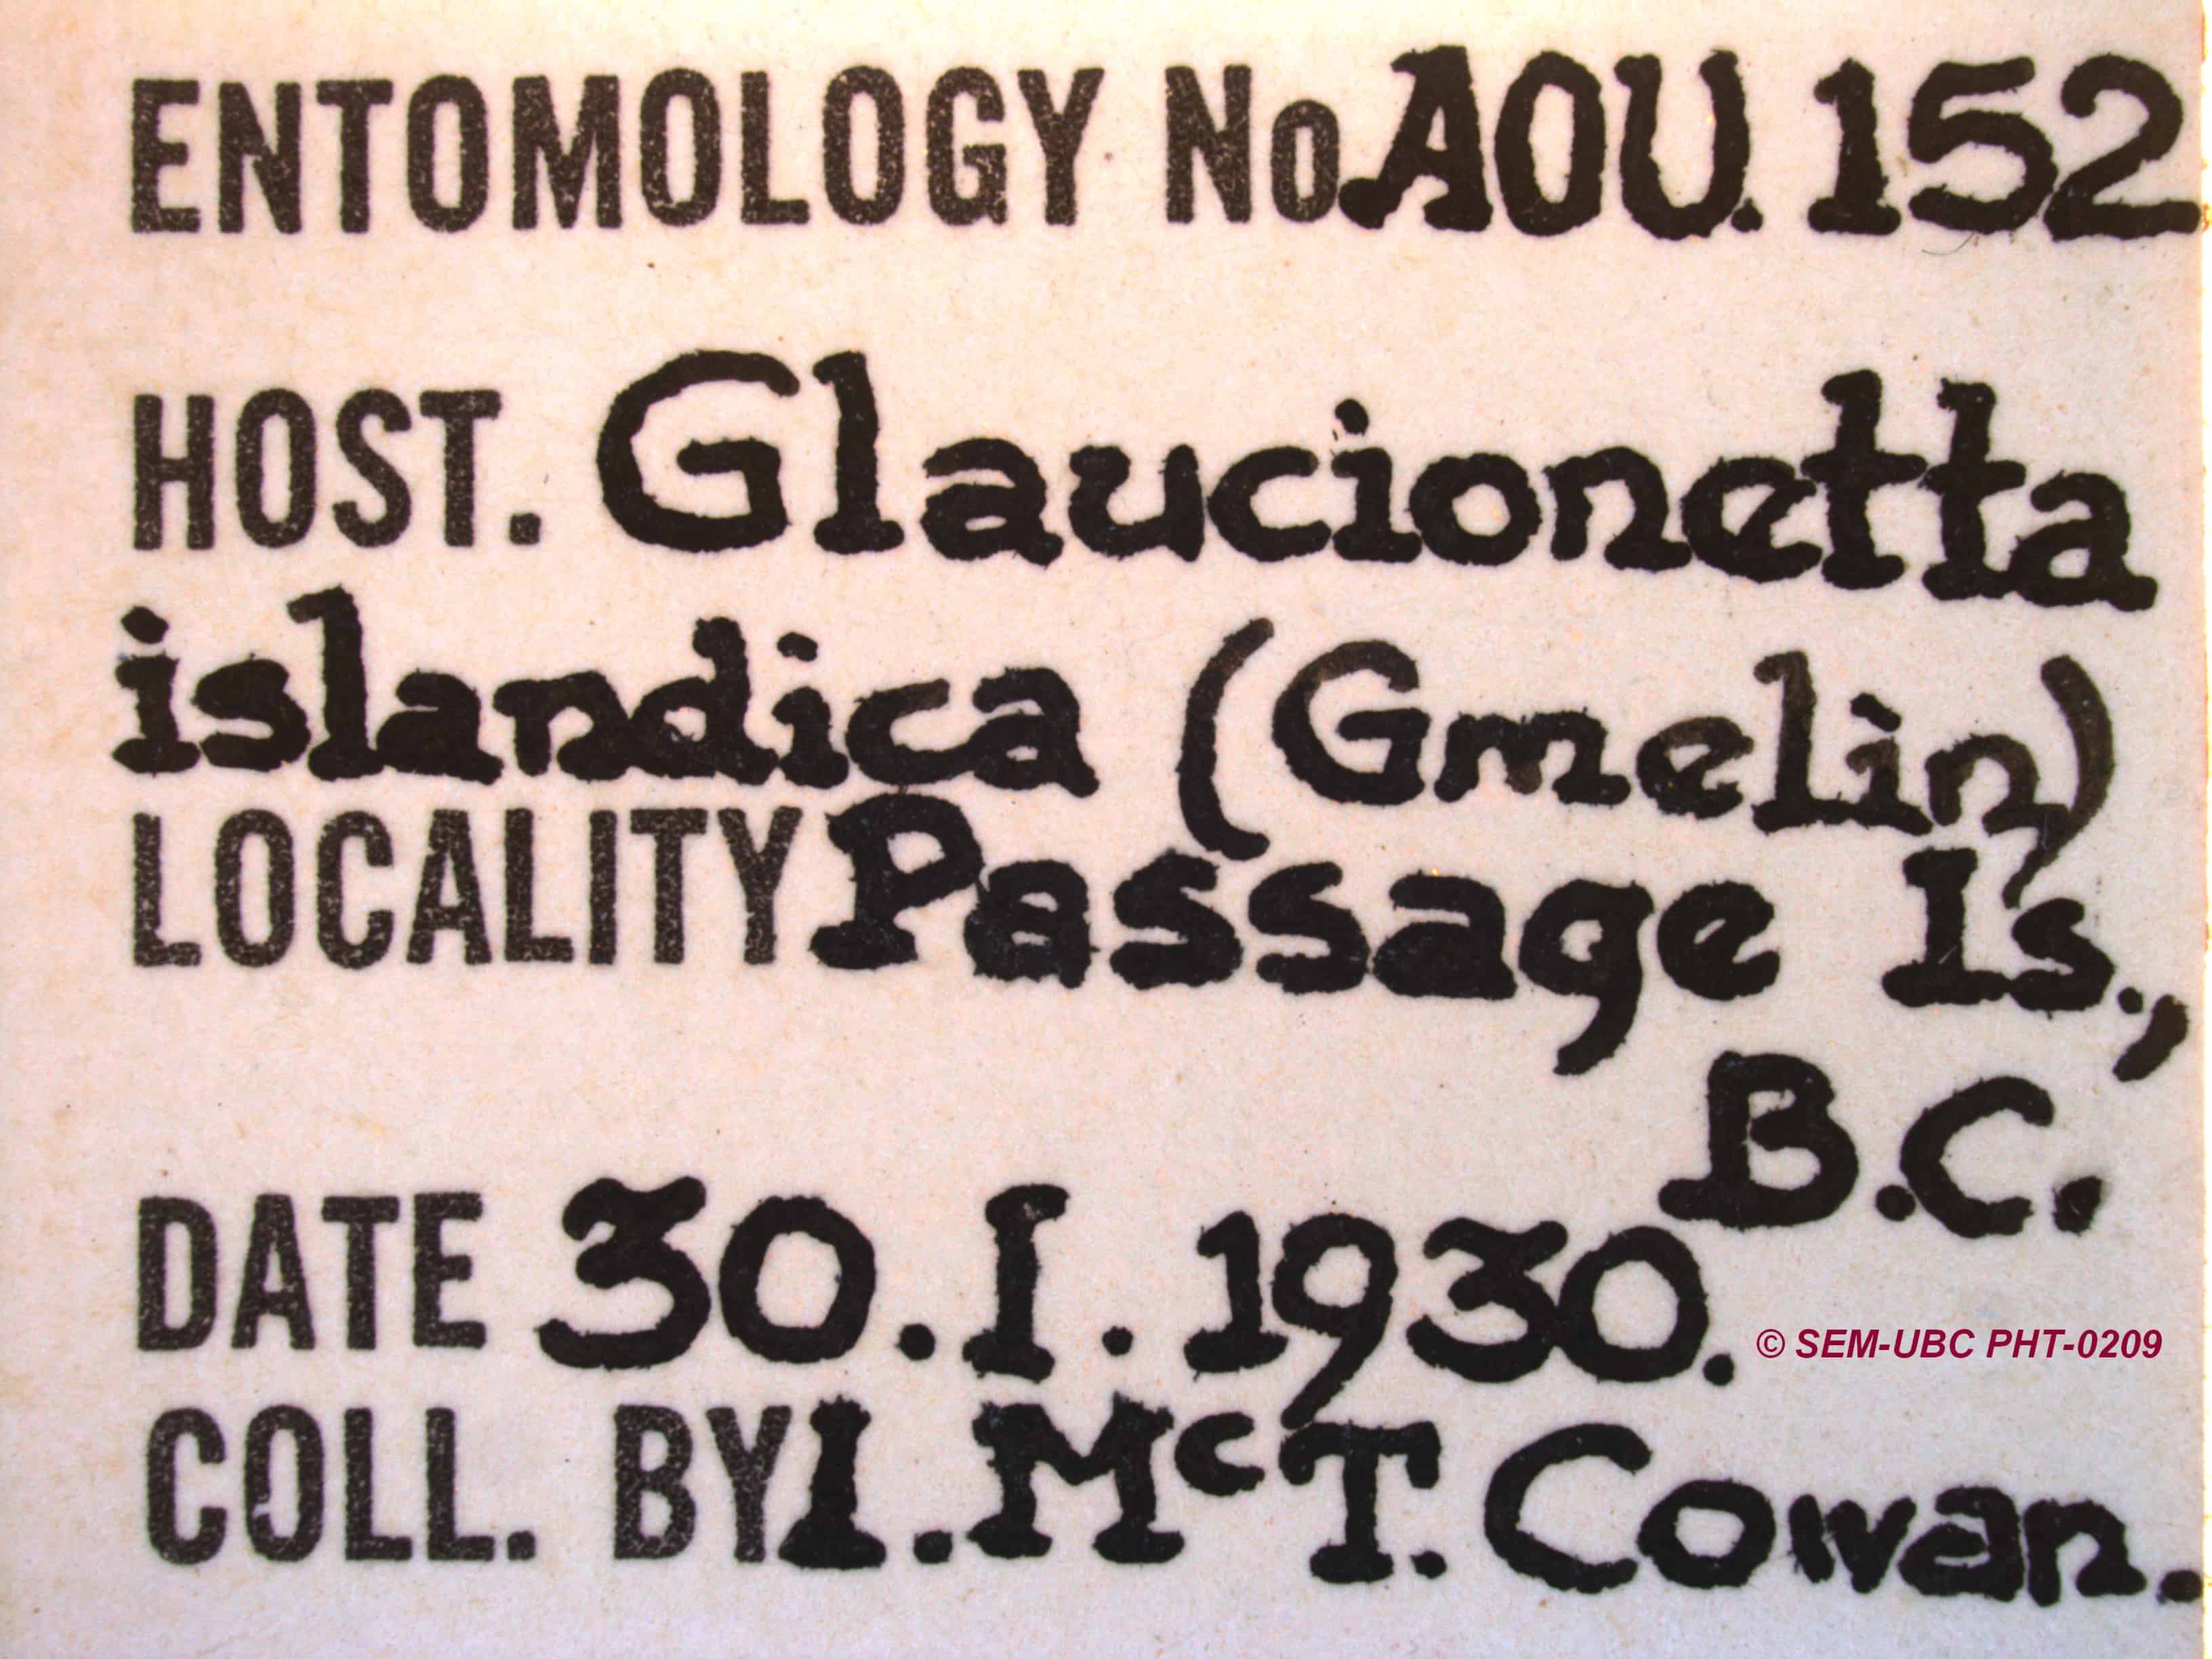 ENTOMOLOGY No AOU. 152
HOST. Glaucionetta
islandica (Gmelin)
LOCALITY Passage Is.,
B.C.
DATE 30.I.1930.
© SEM-UBC PHT-0209
COLL. BY I. McT. Cowan.